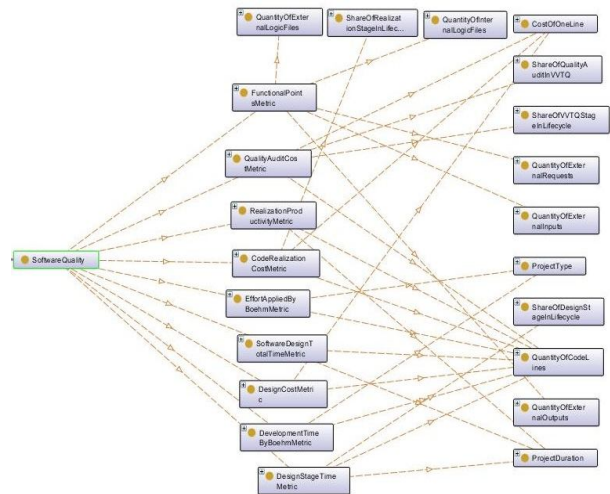 QuantityOfExter
nalLogicFiles
ShareOfRealizat
ionStageInLifec...
QuantityOfInter
nalLogicFiles
CostOfOneLine
ShareOfQualityA
uditInVVTQ
FunctionalPoint
sMetric
ShareOfVVTQStag
eInLifecycle
QualityAuditCos
tMetric
QuantityOfExter
nalRequests
RealizationProd
uctivityMetric
QuantityOfExter
nalInputs
SoftwareQuality
CodeRealization
CostMetric
ProjectType
EffortAppliedBy
BoehmMetric
ShareOfDesignSt
ageInLifecycle
SoftwareDesignT
otalTimeMetric
QuantityOfCodeL
ines
DesignCostMetri
c
QuantityOfExter
nalOutputs
DevelopmentTime
ByBoehmMetric
ProjectDuration
DesignStageTime
Metric